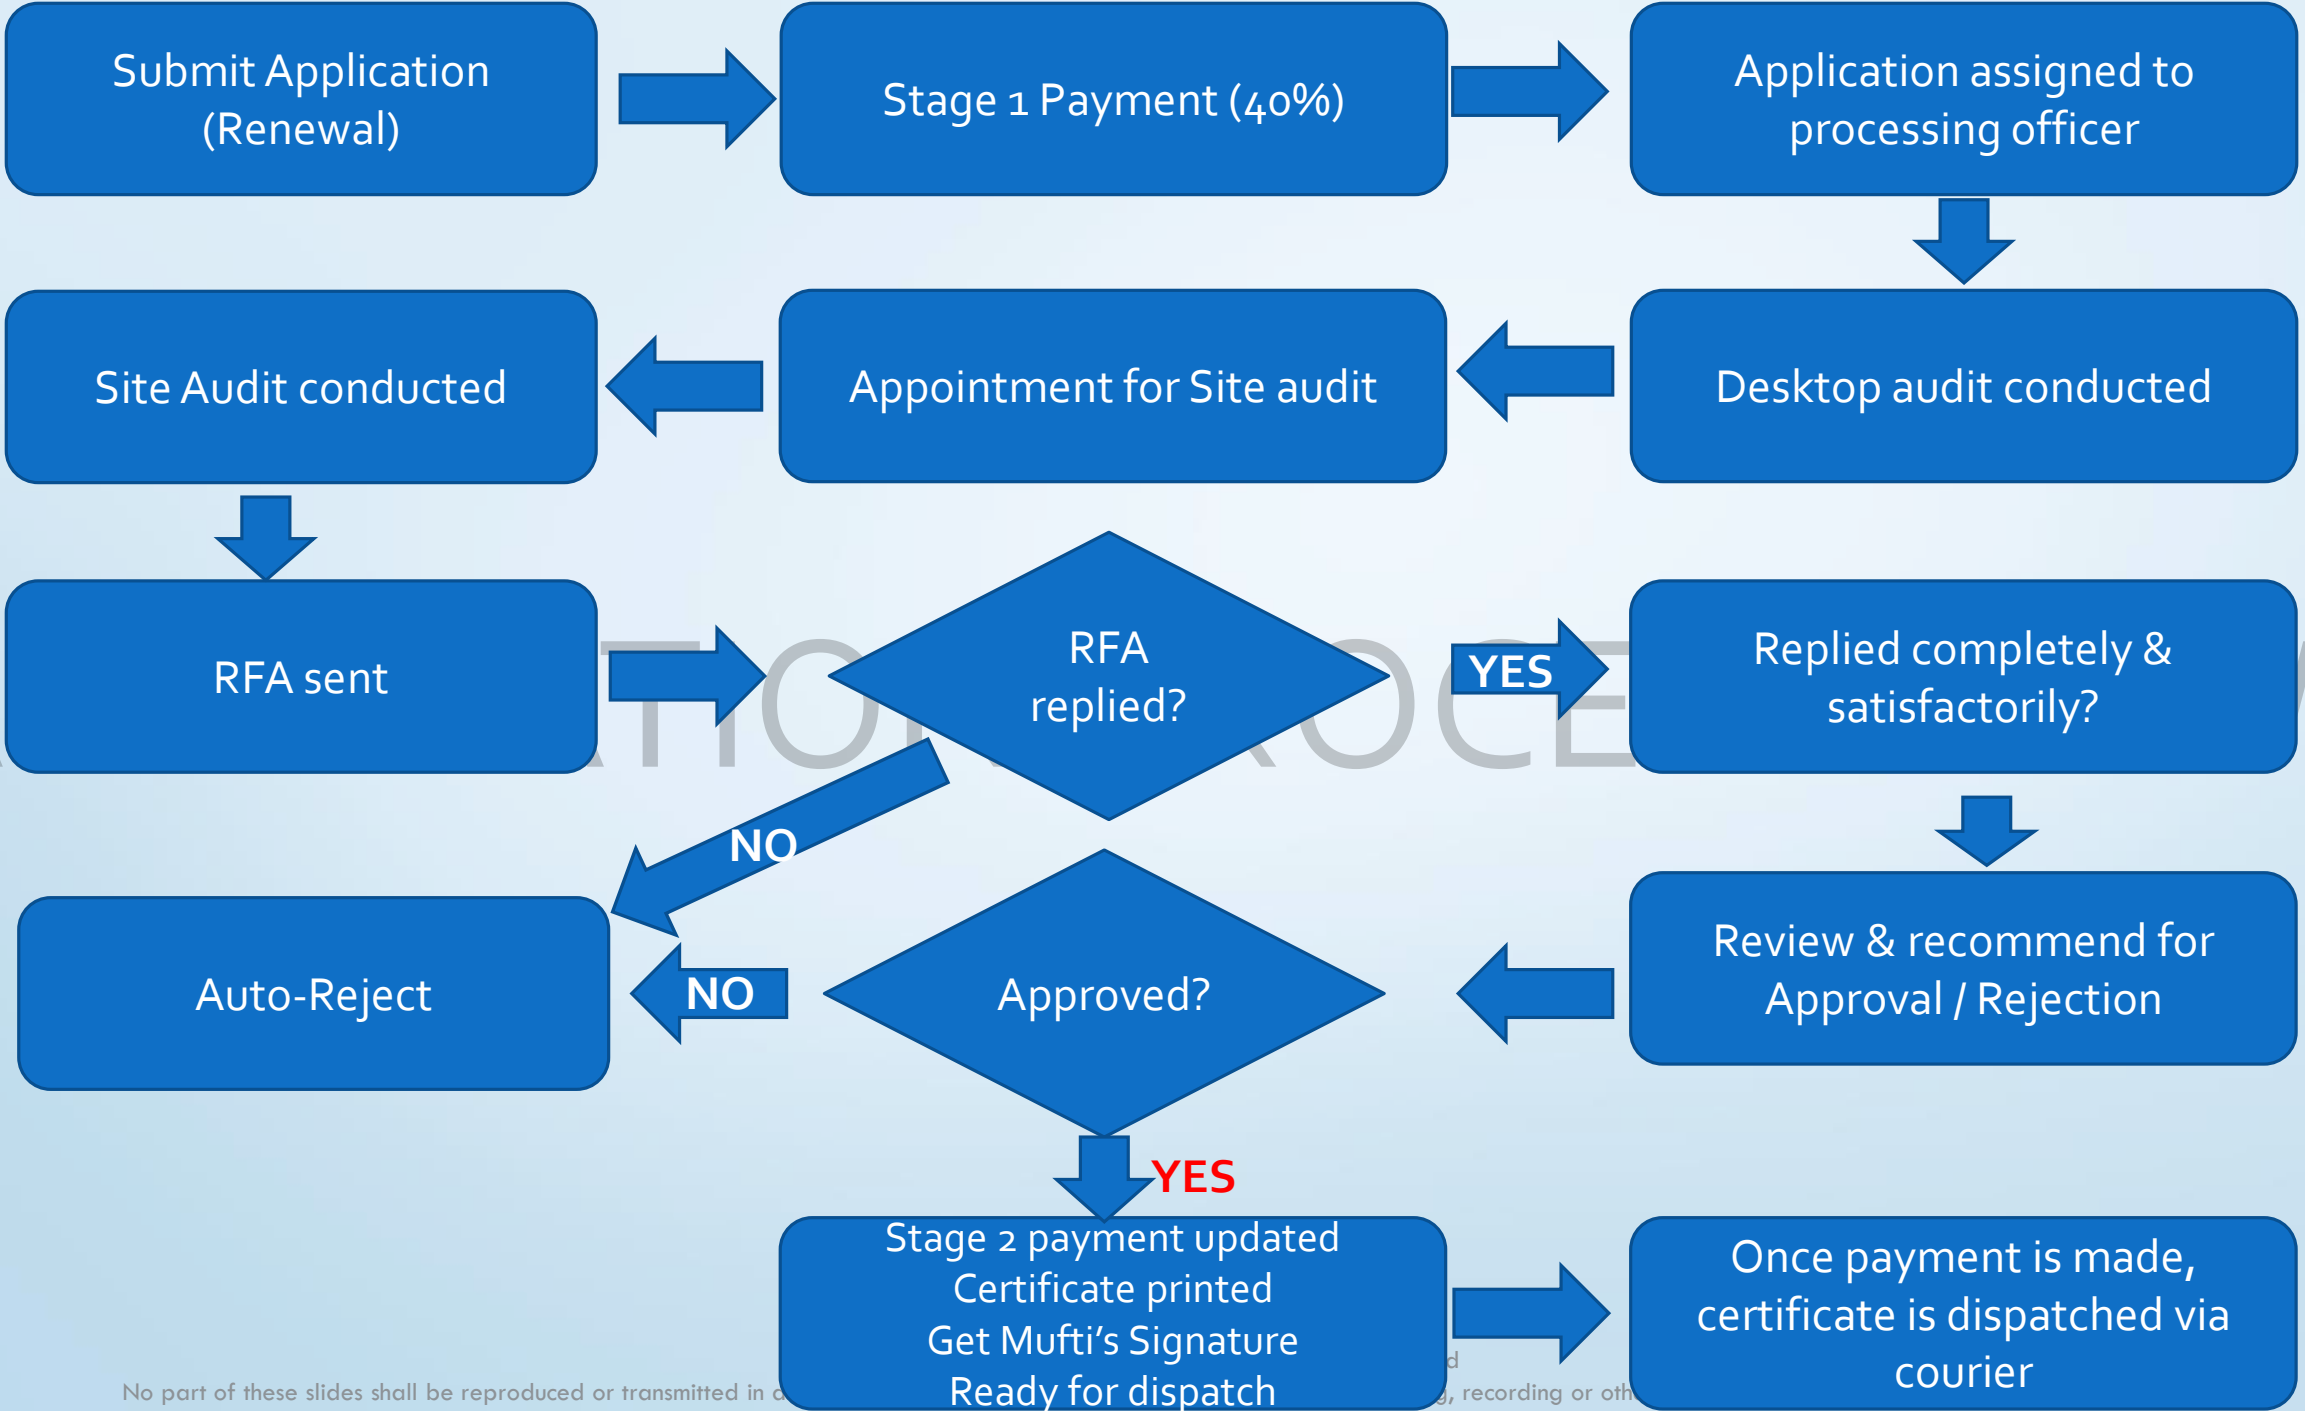 Submit Application
(Renewal)
Stage 1 Payment (40%)
Application assigned to
processing officer
Site Audit conducted
Appointment for Site audit
Desktop audit conducted
RFA sent
RFA
replied?
YES
Replied completely &
satisfactorily?
NO
Auto-Reject
NO
Approved?
Review & recommend for
Approval / Rejection
YES
Stage 2 payment updated
Certificate printed
Get Mufti's Signature
Ready for dispatch
Once payment is made,
certificate is dispatched via
courier
No part of these slides shall be reproduced or transmitted in
recording or